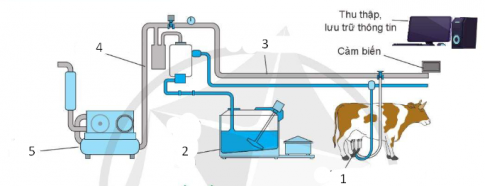 Thu thập,
lưu trữ thông tin
Cảm biến
4
3
5
2
1